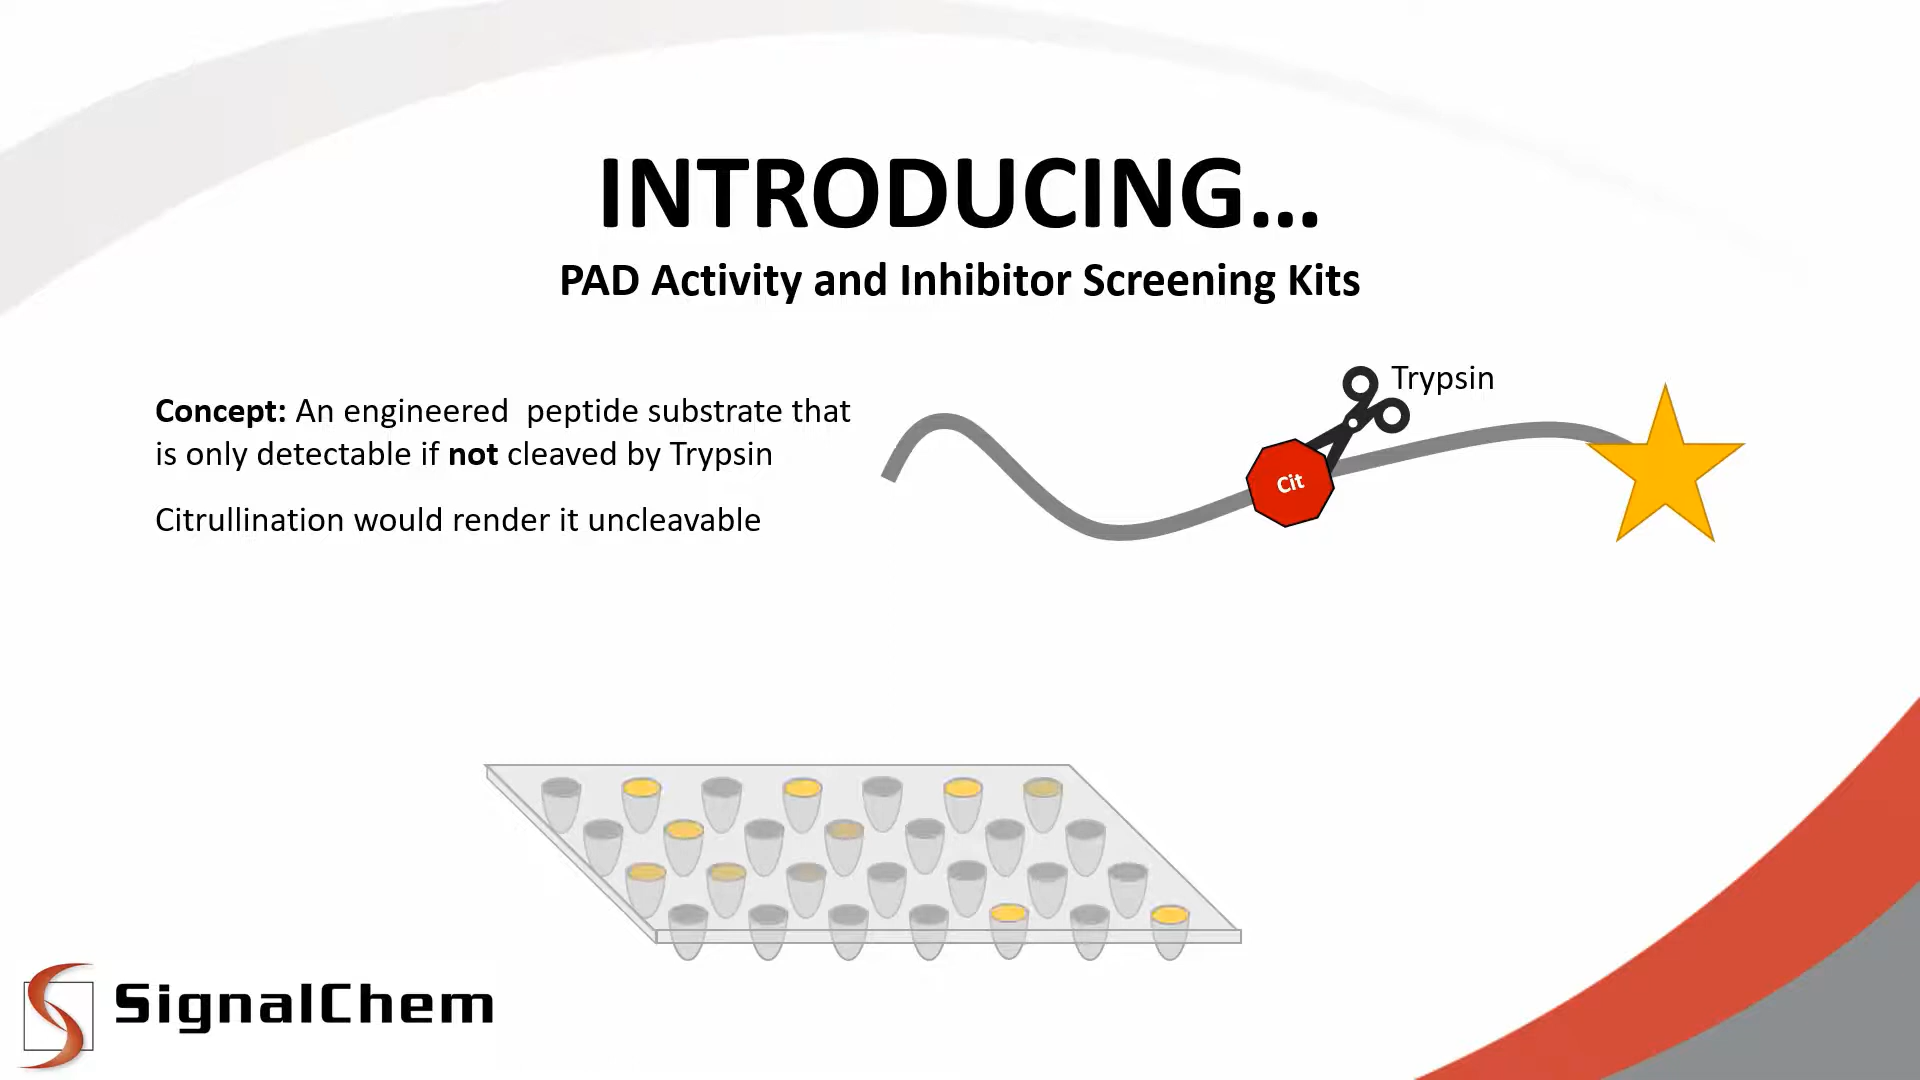 INTRODUCING...
PAD Activity and Inhibitor Screening Kits
Concept: An engineered  peptide substrate that
is only detectable if not cleaved by Trypsin
Citrullination would render it uncleavable
Trypsin
Cit
SignalChem